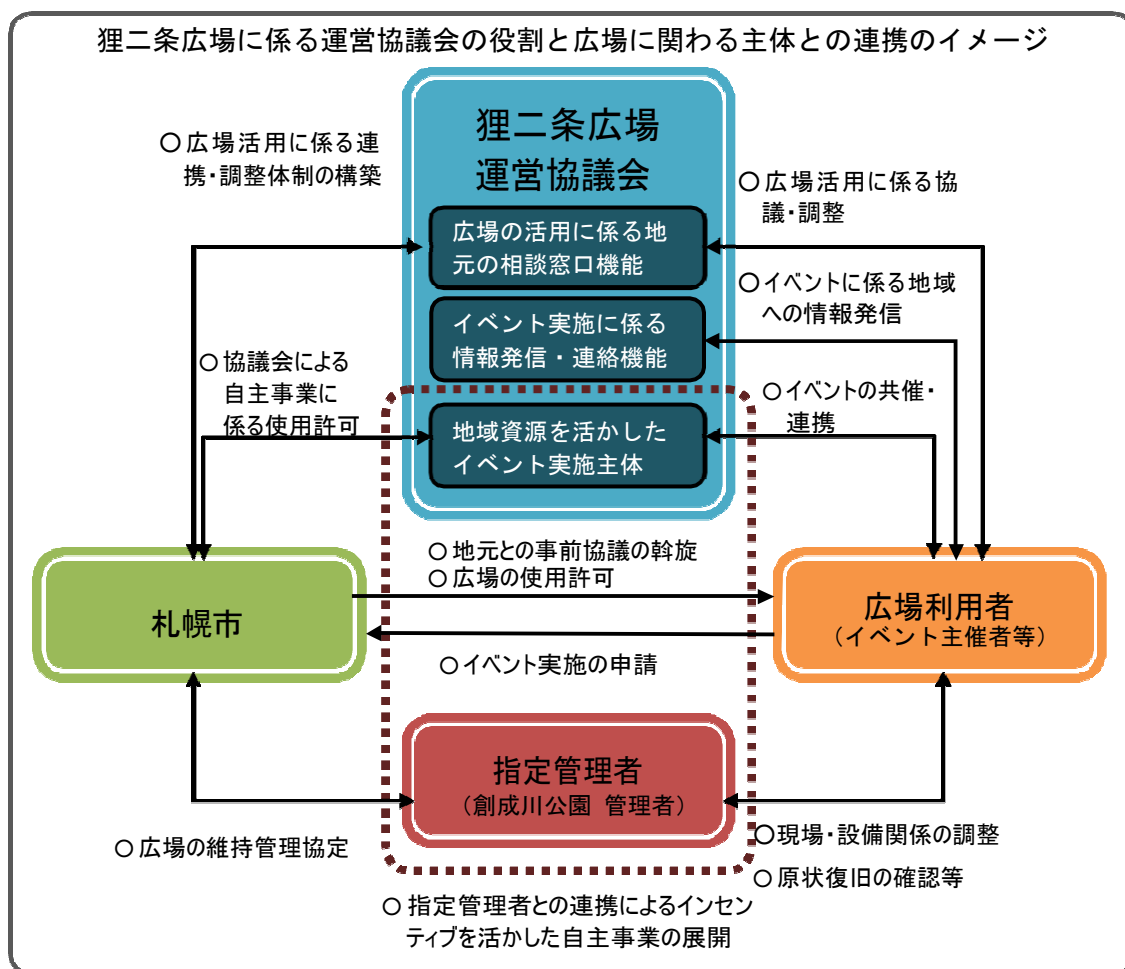 狸二条広場に係る運営協議会の役割と広場に関わる主体との連携のイメージ
狸二条広場
運営協議会
○広場活用に係る連
携・調整体制の構築
○広場活用に係る協
議・調整
広場の活用に係る地
元の相談窓口機能
○イベントに係る地域
への情報発信
イベント実施に係る
情報発信・連絡機能
○協議会による
自主事業に
係る使用許可
○イベントの共催・
連携
地域資源を活かした
イベント実施主体
○地元との事前協議の斡旋
○広場の使用許可
札幌市
広場利用者
（イベント主催者等）
○イベント実施の申請
指定管理者
（創成川公園 管理者）
○広場の維持管理協定
○現場・設備関係の調整
○原状復旧の確認等
○指定管理者との連携によるインセン
ティブを活かした自主事業の展開